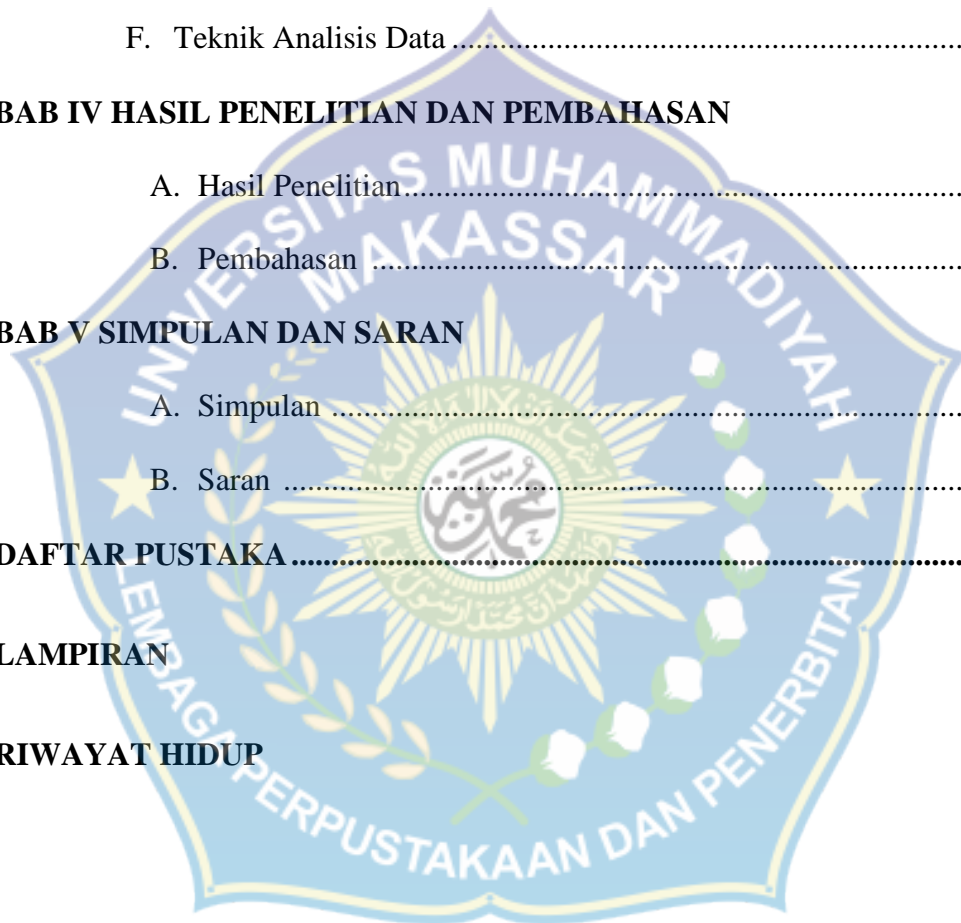 F. Teknik Analisis Data ................................................................
BAB IV HASIL PENELITIAN DAN PEMBAHASAN
A. Hasil Penelitian......................................................................
B. Pembahasan ..........................................................................
BAB V SIMPULAN DAN SARAN
A. Simpulan ...............................................................................
B. Saran .....................................................................................
DAFTAR PUSTAKA ....................................................................................
LAMPIRAN
RIWAYAT HIDUP
UNIVERSITAS MUHAMMADIYAH
MAKASSAR
محمد
LEMBAGA PERPUSTAKAAN DAN PENERBITAN